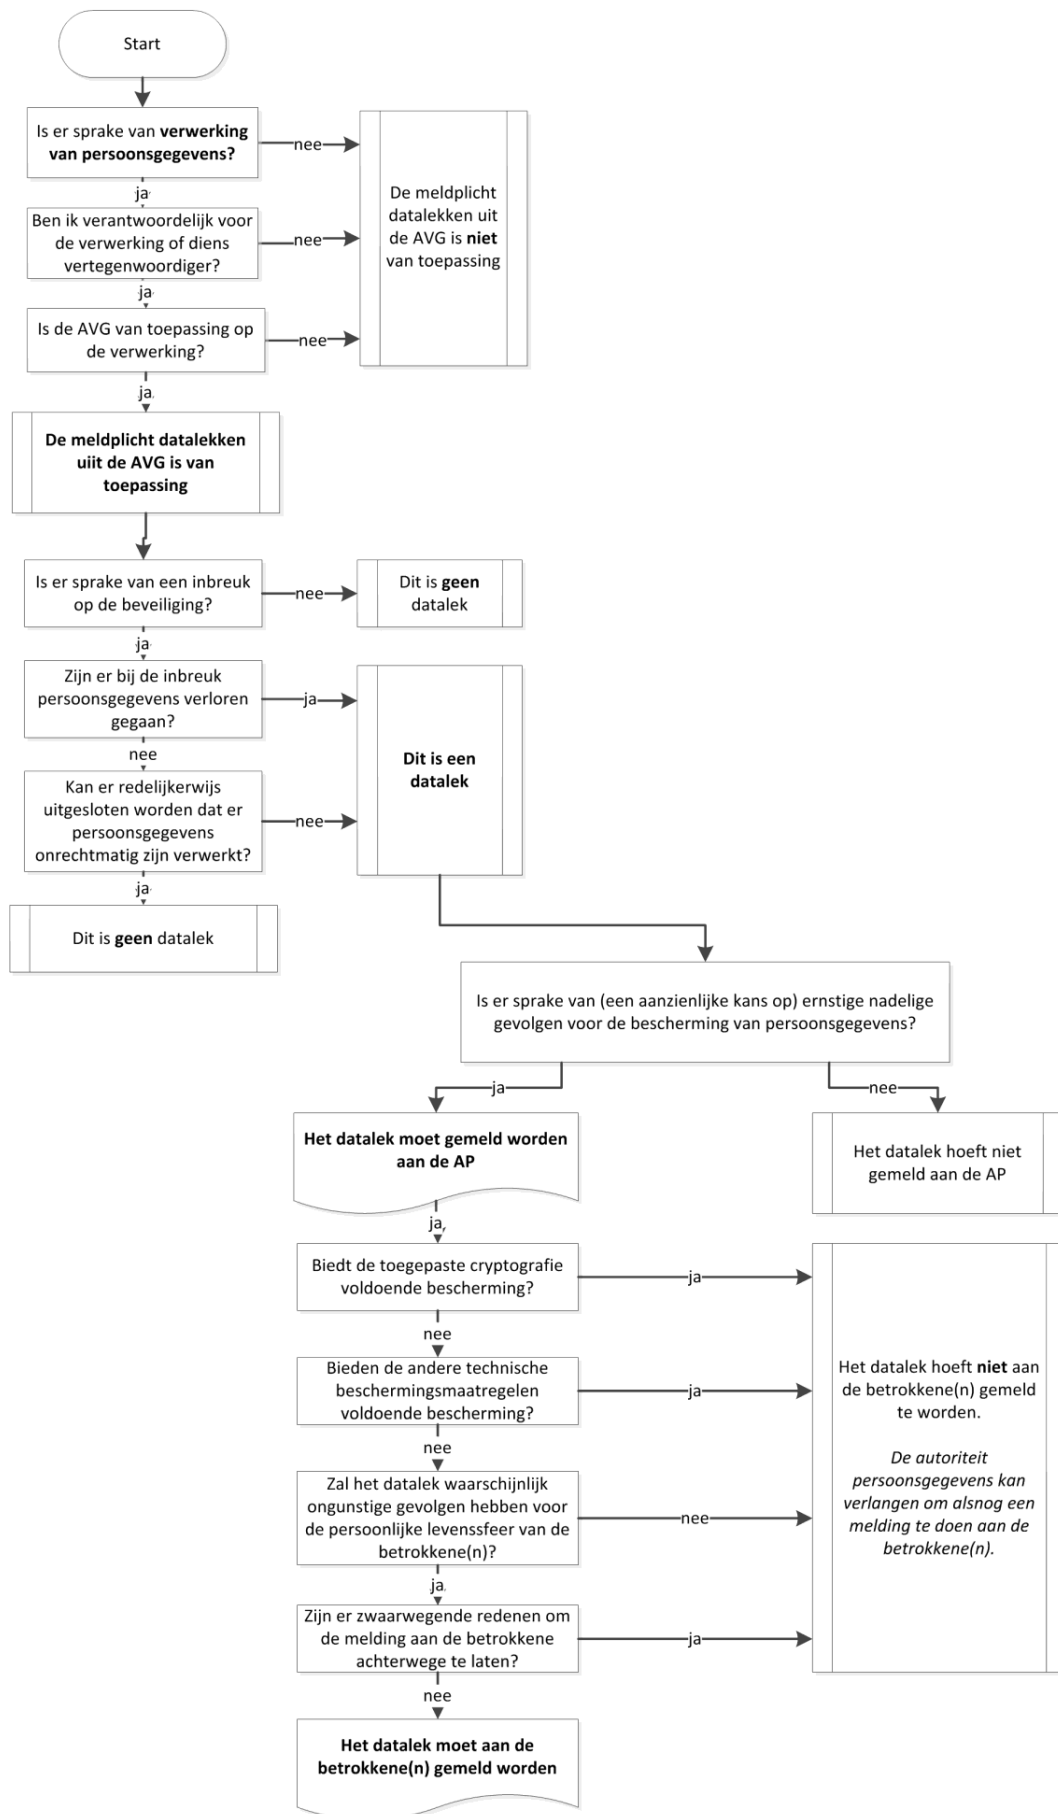 Start
Is er sprake van verwerking
van persoonsgegevens?
nee
De meldplicht
datalekken uit
de AVG is niet
van toepassing
ja
Ben ik verantwoordelijk voor
de verwerking of diens
vertegenwoordiger?
nee
ja
Is de AVG van toepassing op
de verwerking?
nee
ja
De meldplicht datalekken
uiit de AVG is van
toepassing
Is er sprake van een inbreuk
op de beveiliging?
nee
Dit is geen
datalek
ja
Zijn er bij de inbreuk
persoonsgegevens verloren
gegaan?
ja
Dit is een
datalek
nee
Kan er redelijkerwijs
uitgesloten worden dat er
persoonsgegevens
onrechtmatig zijn verwerkt?
nee
ja
Dit is geen datalek
Is er sprake van (een aanzienlijke kans op) ernstige nadelige
gevolgen voor de bescherming van persoonsgegevens?
ja
nee
Het datalek moet gemeld worden
aan de AP
Het datalek hoeft niet
gemeld aan de AP
ja,
Biedt de toegepaste cryptografie
voldoende bescherming?
ja
nee
Bieden de andere technische
beschermingsmaatregelen
voldoende bescherming?
ja
Het datalek hoeft niet aan
de betrokkene(n) gemeld
te worden.
De autoriteit
persoonsgegevens kan
verlangen om alsnog een
melding te doen aan de
betrokkene(n).
nee
Zal het datalek waarschijnlijk
ongunstige gevolgen hebben voor
de persoonlijke levenssfeer van de
betrokkene(n)?
nee
ja
Zijn er zwaarwegende redenen om
de melding aan de betrokkene
achterwege te laten?
ja
nee
Het datalek moet aan de
betrokkene(n) gemeld worden